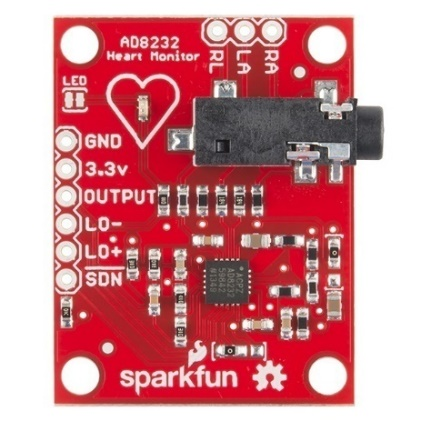 AD8232
Heart Monitor
RL
LA
RA
LED
GND
3.3v
OUTPUT
LO-
LO+
SDN
sparkfun